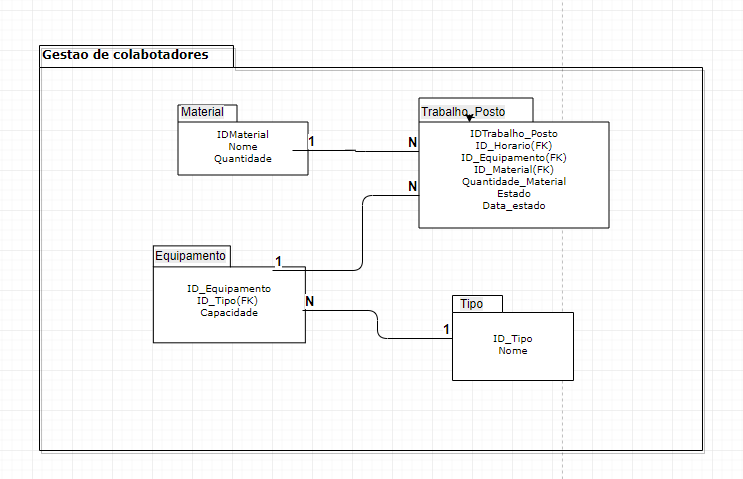 Gestao de colabotadores
Material
IDMaterial
Nome
Quantidade
1
N
Trabalho_Posto
IDTrabalho_Posto
ID_Horario(FK)
ID_Equipamento(FK)
ID_Material(FK)
Quantidade_Material
Estado
Data_estado
N
Equipamento
1
ID_Equipamento
ID_Tipo(FK)
Capacidade
N
1
Tipo
ID_Tipo
Nome